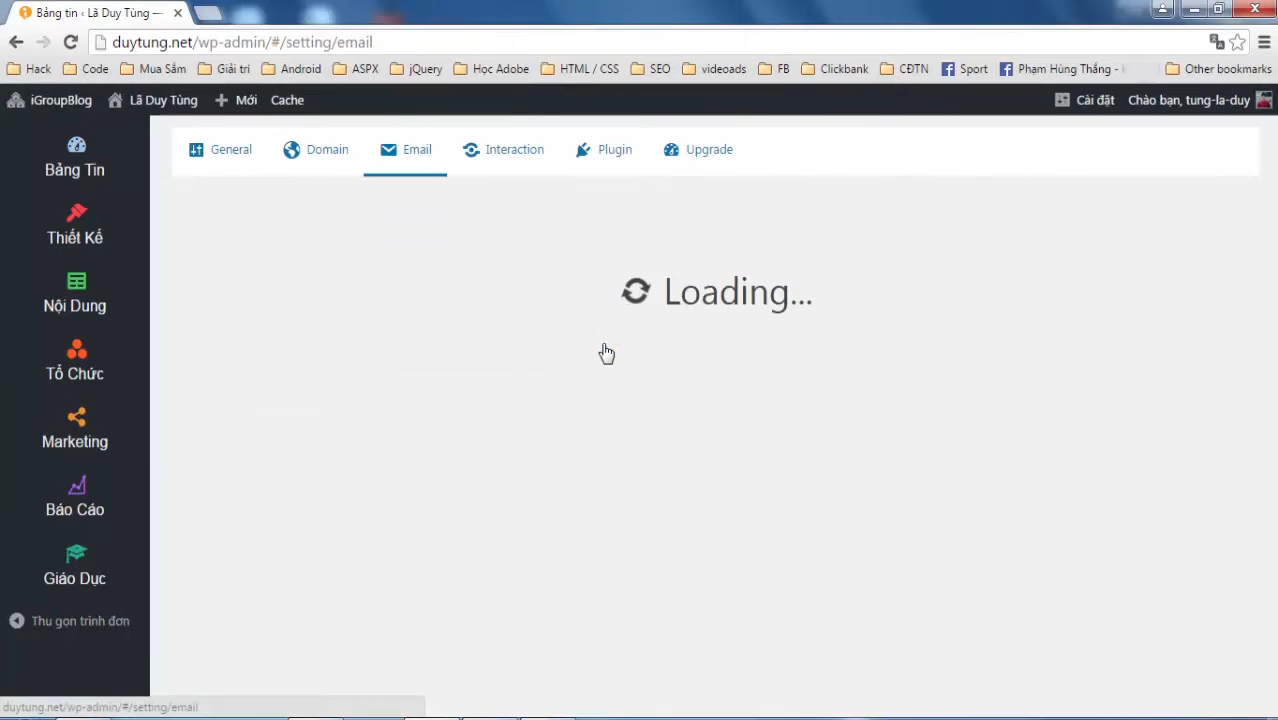 Bảng tin ‹ Lã Duy Tùng —
duytung.net/wp-admin/#/setting/email
Hack Code Mua Sắm Giải trí Android ASPX jQuery Học Adobe HTML / CSS SEO videoads FB Clickbank CĐTN Sport Phạm Hùng Thắng - Other bookmarks
iGroupBlog Lã Duy Tùng Mới Cache Cài đặt Chào bạn, tung-la-duy
General Domain Email Interaction Plugin Upgrade
Bảng Tin
Thiết Kế
Nội Dung
Tổ Chức
Marketing
Báo Cáo
Giáo Dục
Thu gọn trình đơn
Loading...
duytung.net/wp-admin/#/setting/email